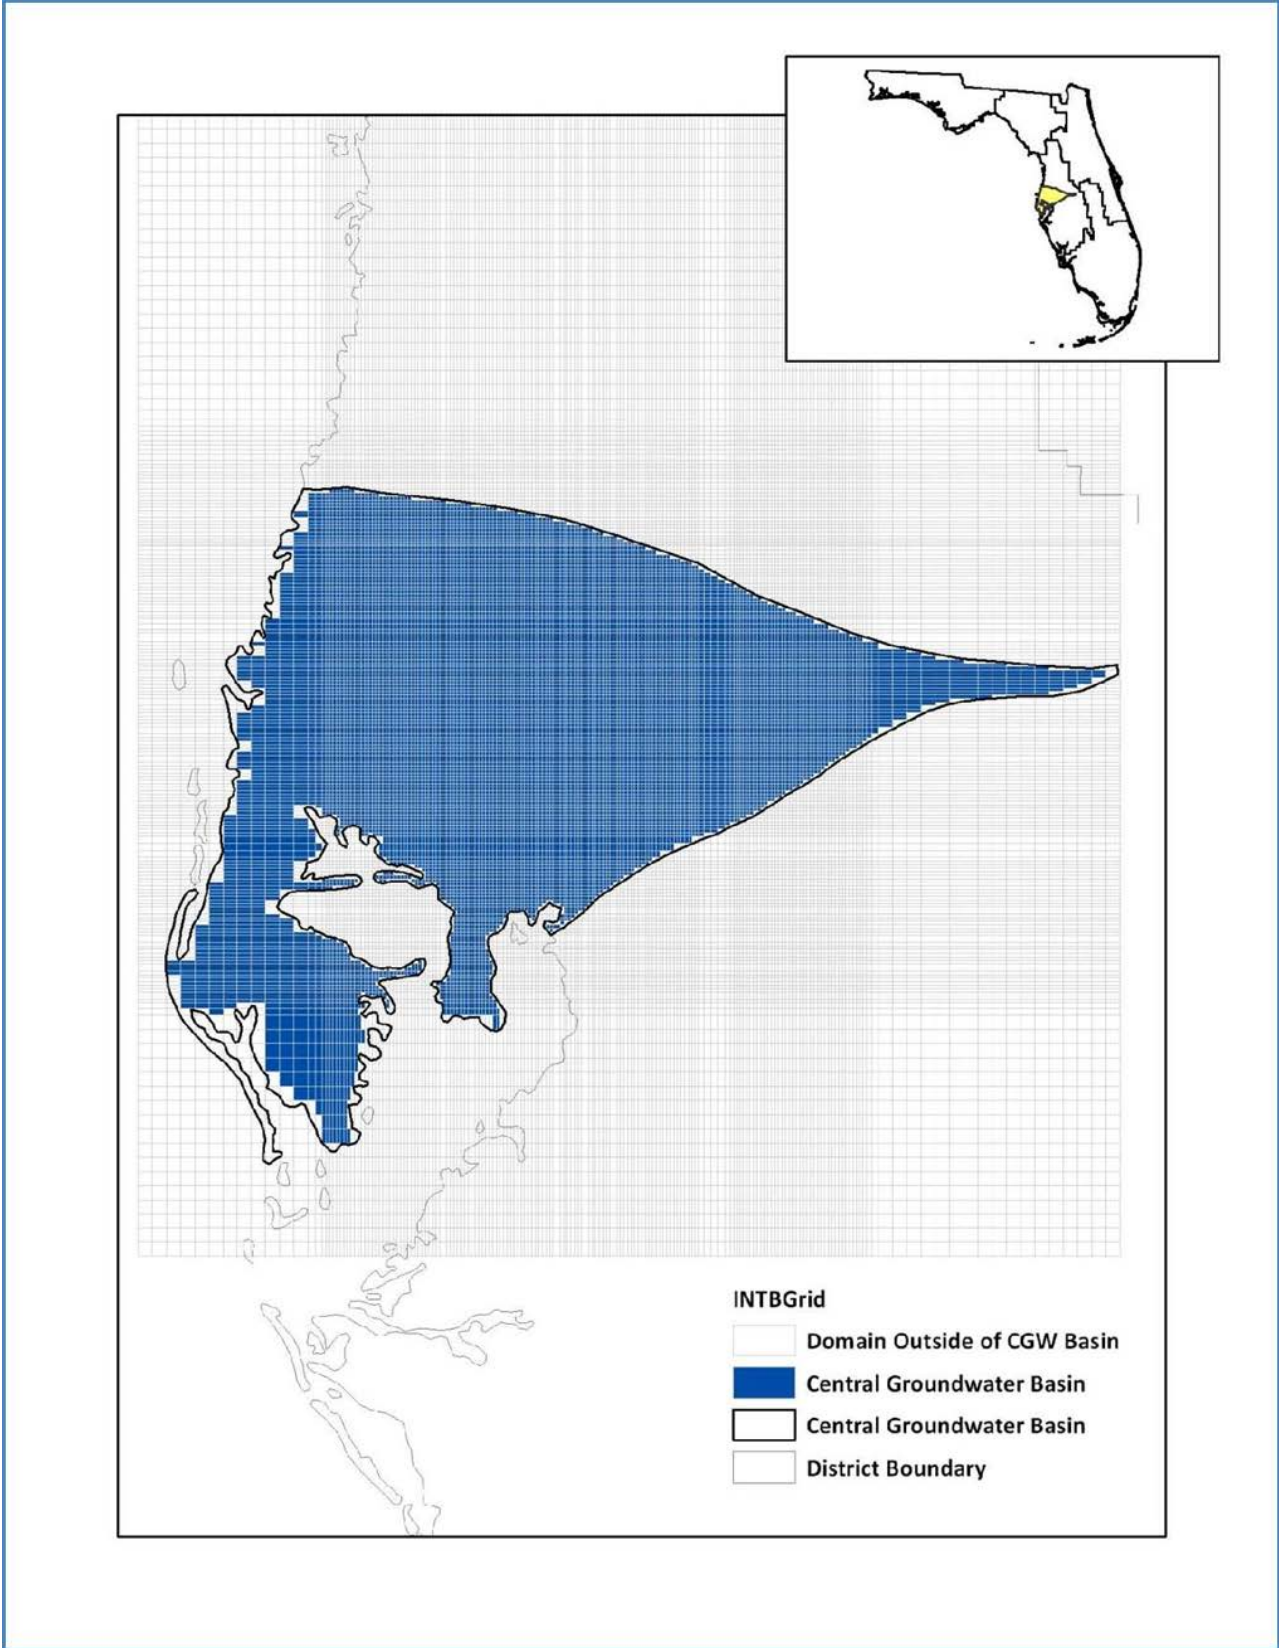 INTBGrid
Domain Outside of CGW Basin
Central Groundwater Basin
Central Groundwater Basin
District Boundary